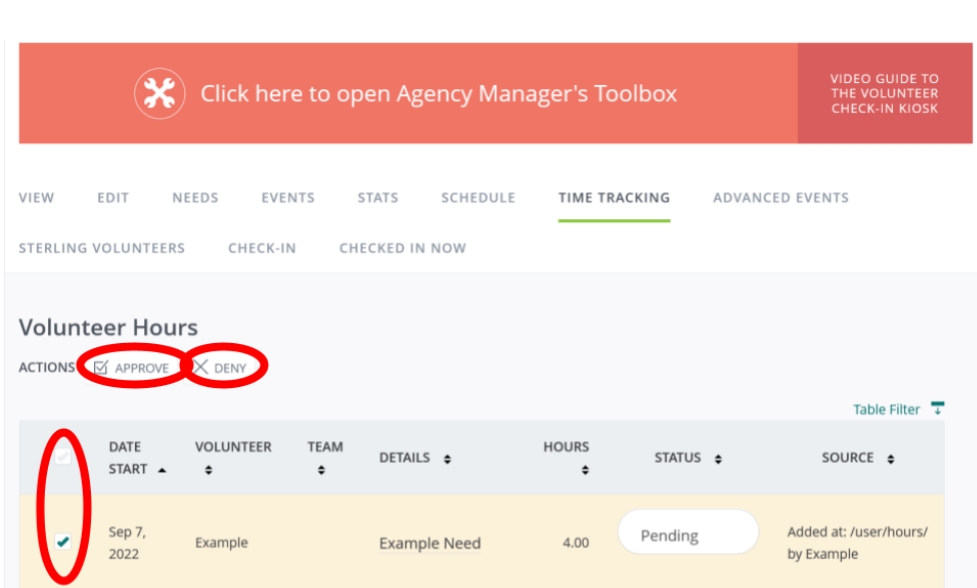 Click here to open Agency Manager's Toolbox
VIDEO GUIDE TO
THE VOLUNTEER
CHECK-IN KIOSK
VIEW EDIT NEEDS EVENTS STATS SCHEDULE TIME TRACKING ADVANCED EVENTS
STERLING VOLUNTEERS CHECK-IN CHECKED IN NOW
Volunteer Hours
ACTIONS APPROVE DENY
Table Filter
DATE START VOLUNTEER TEAM DETAILS HOURS STATUS SOURCE
Sep 7, 2022 Example Example Need 4.00 Pending Added at: /user/hours/
by Example